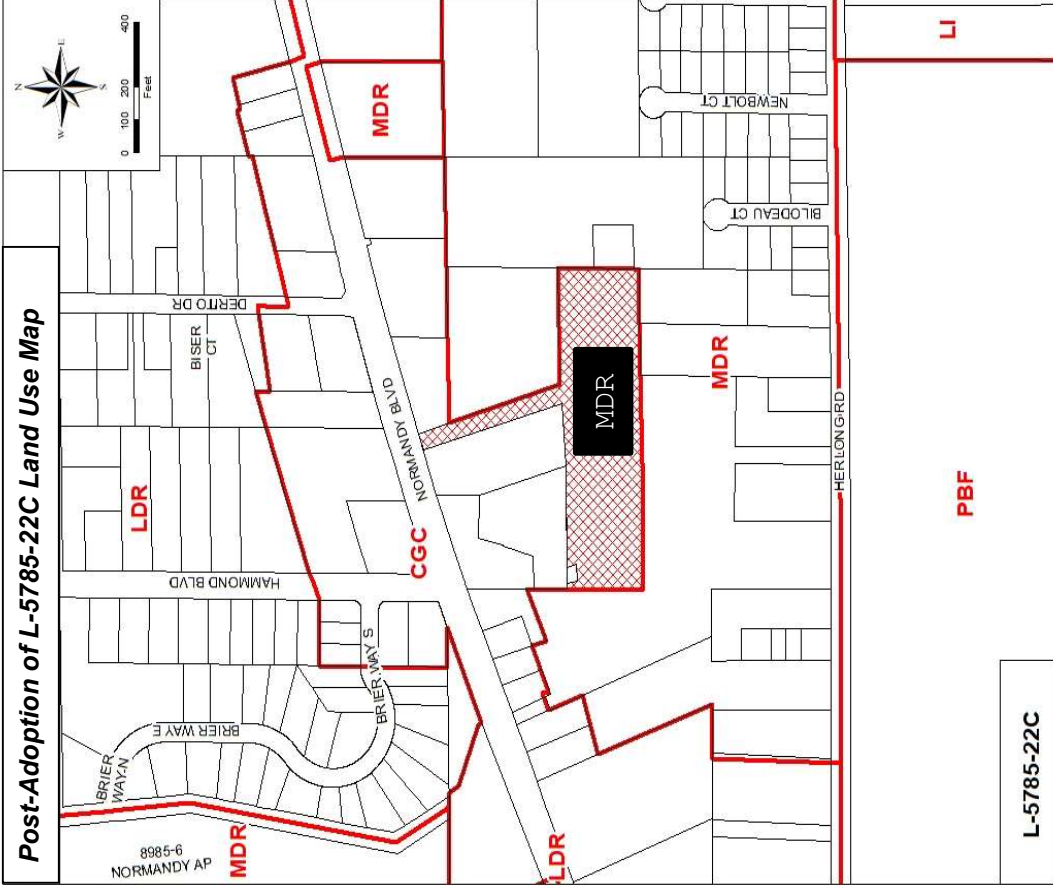 Post-Adoption of L-5785-22C Land Use Map
N
W
E
S
0
100
200
400
Feet
LI
NEWBOLT CT
MDR
BILODEAU CT
DERITO DR
BISER
CT
NORMANDY BLVD
MDR
MDR
HERLONG RD
LDR
CGC
PBF
HAMMOND BLVD
BRIER WAY S
BRIER WAY E
BRIER
WAY N
8985-6
NORMANDY AP
MDR
LDR
L-5785-22C